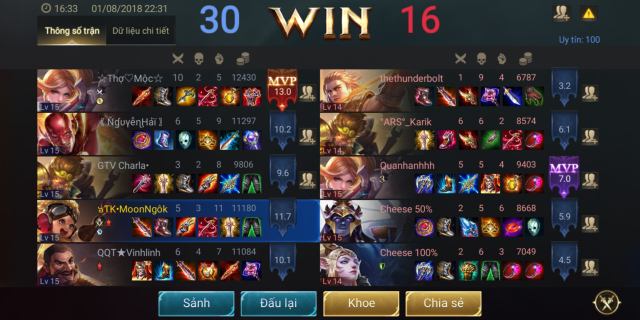 16:33 01/08/2018 22:31
30 WIN 16
Thông số trận Dữ liệu chi tiết
Uy tín: 100
☆Thợ♡Mộc☆ 10 2 5 12430
MVP
13.0
Lv 15
thethunderbolt 1 9 4 6787
3.2
Lv 14
6 5 9 11297
10.2
Lv 15
"ARS"_Karik 6 6 2 8574
6.1
Lv 14
GTV Charla• 3 2 8 9806
9.6
Lv 15
Quanhanhhh 5 5 4 9403
MVP
7.0
Lv 15
TK•MoonNgôk 5 3 11 11180
11.7
Lv 15
Cheese 50% 2 5 6 8668
5.9
QQT★Vinhlinh 6 4 7 11084
10.1
Lv 15
Cheese 100% 2 6 3 7049
4.5
Lv 14
Sảnh Đấu lại Khoe Chia sẻ